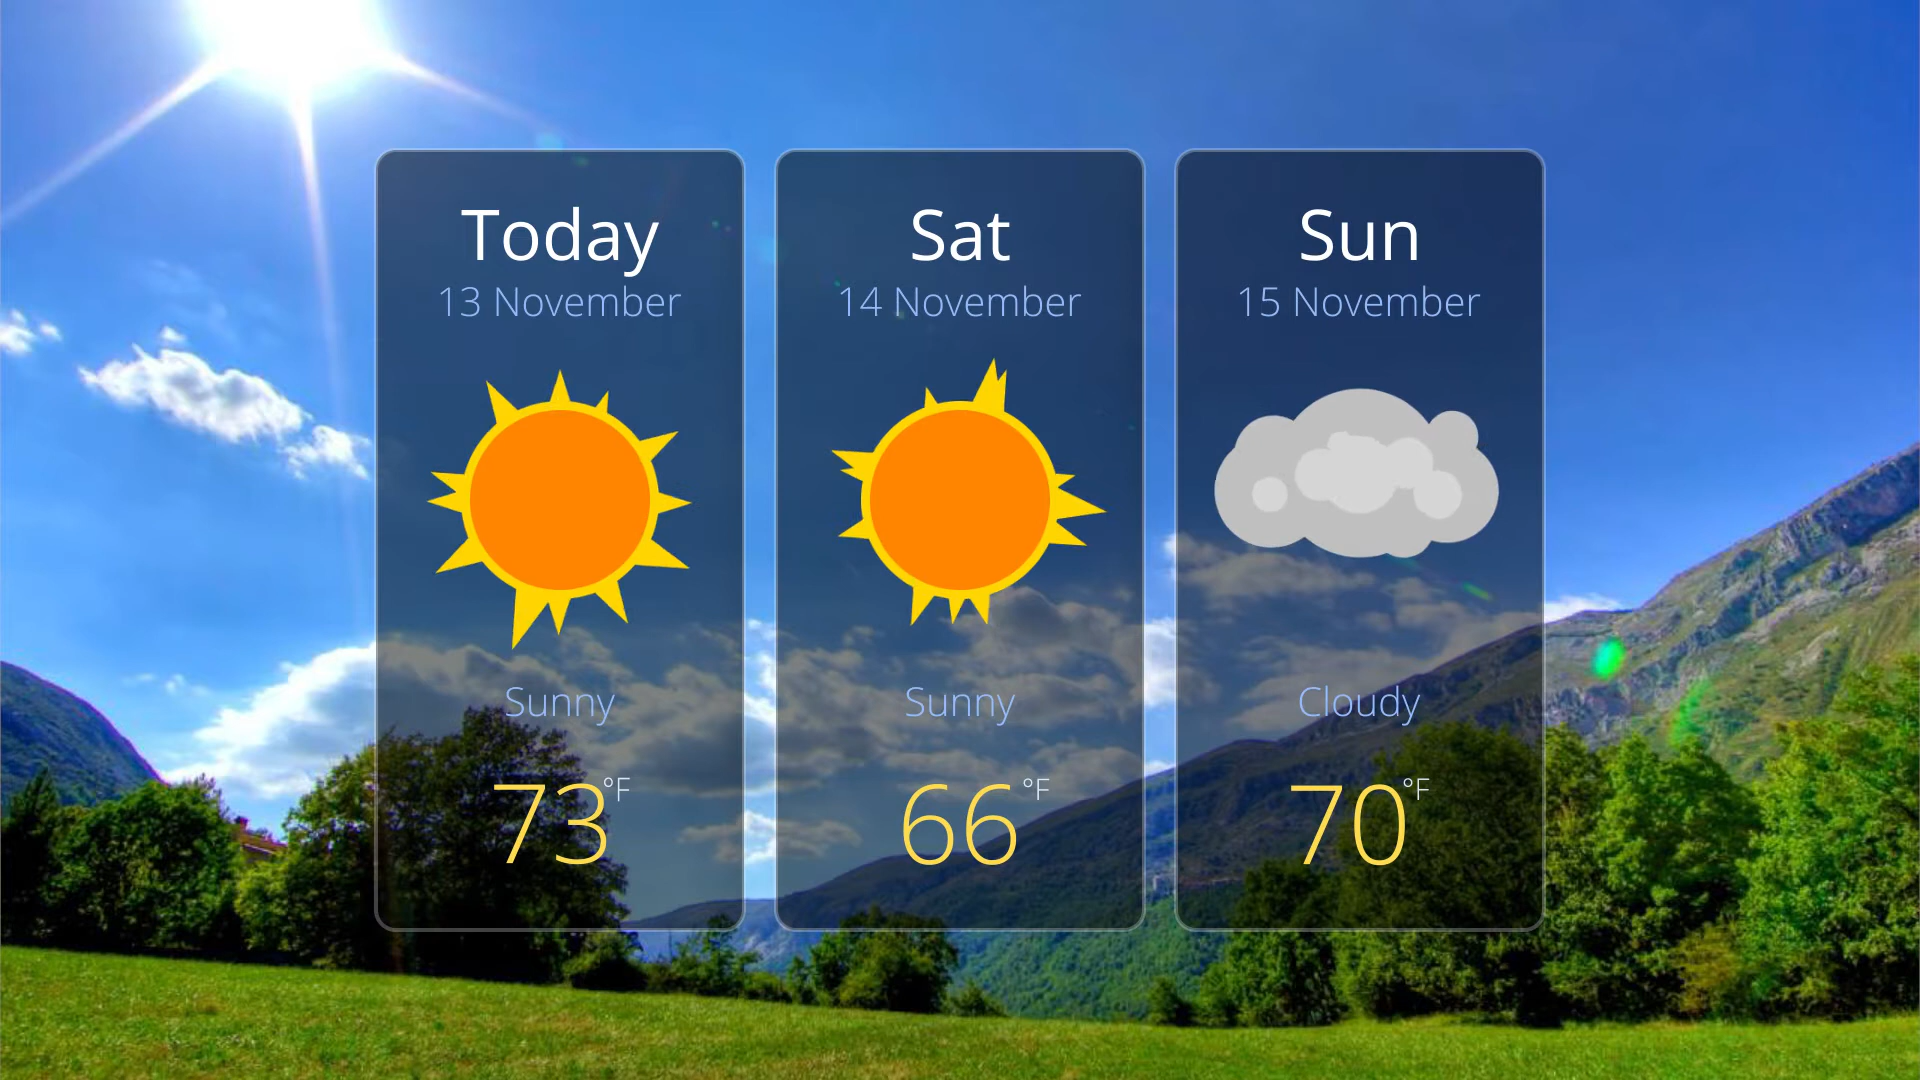 Today
13 November
Sunny
73°F
Sat
14 November
Sunny
66°F
Sun
15 November
Cloudy
70°F